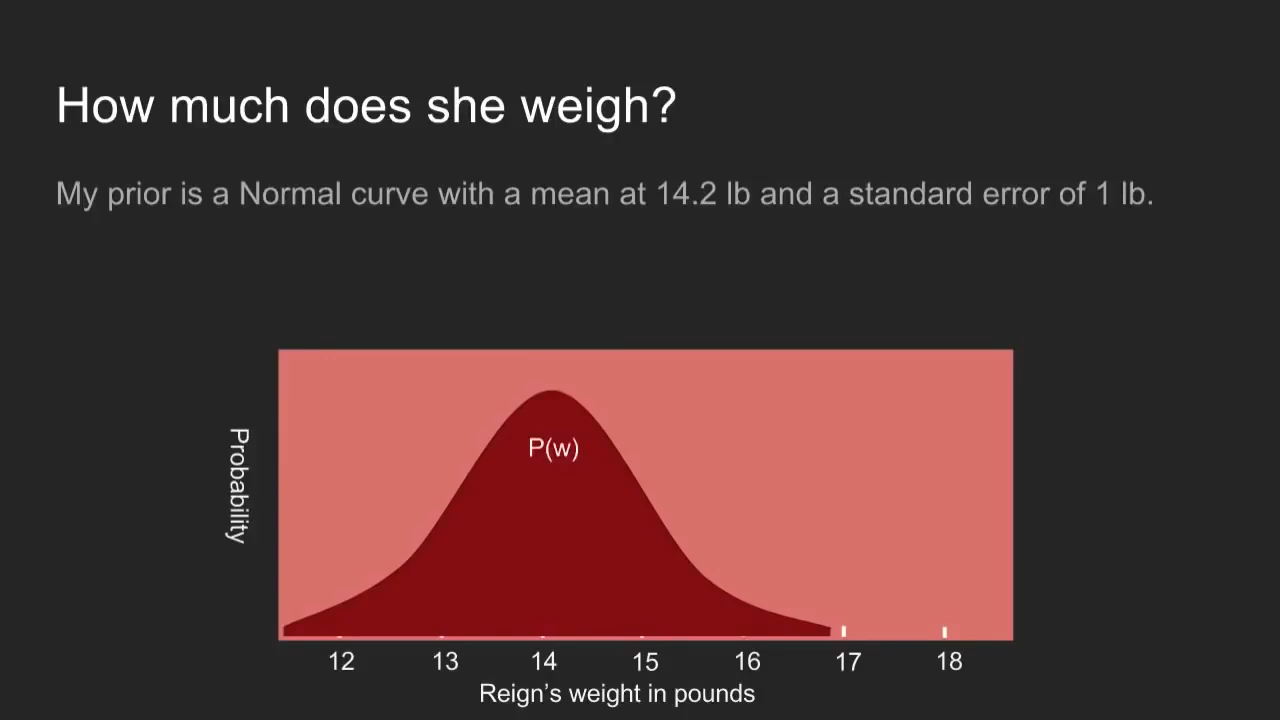 How much does she weigh?
My prior is a Normal curve with a mean at 14.2 lb and a standard error of 1 lb.
P(w)
Probability
12 13 14 15 16 17 18
Reign's weight in pounds